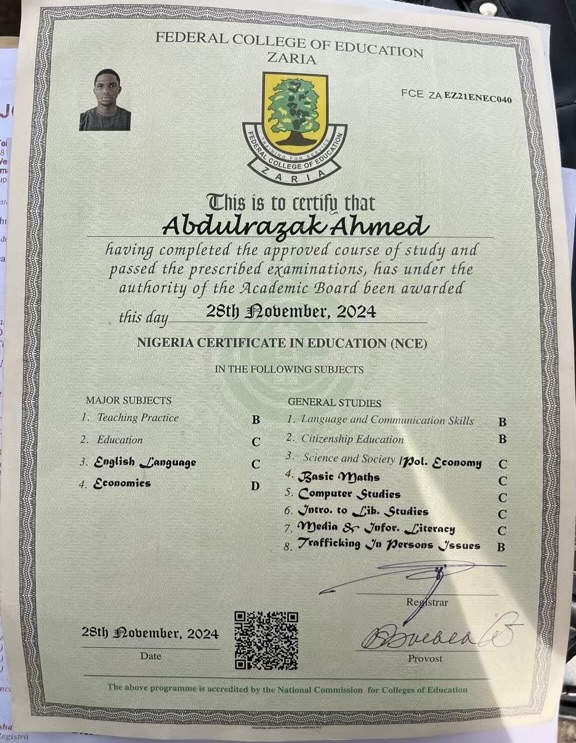 FEDERAL COLLEGE OF EDUCATION
ZARIA
FCE ZA EZ21ENEC040
FEDERAL COLLEGE OF EDUCATION
ZARIA
This is to certify that
Abdulrazak Ahmed
having completed the approved course of study and
passed the prescribed examinations, has under the
authority of the Academic Board been awarded
this day 28th November, 2024
NIGERIA CERTIFICATE IN EDUCATION (NCE)
IN THE FOLLOWING SUBJECTS
MAJOR SUBJECTS
1. Teaching Practice B
2. Education C
3. English Language C
4. Economics D
GENERAL STUDIES
1. Language and Communication Skills B
2. Citizenship Education B
3. Science and Society /Pol. Economy C
4. Basic Maths C
5. Computer Studies C
6. Intro. to Lib. Studies C
7. Media & Infor. Literacy C
8. Trafficking In Persons Issues B
Registrar
28th November, 2024
Date
Provost
The above programme is accredited by the National Commission for Colleges of Education